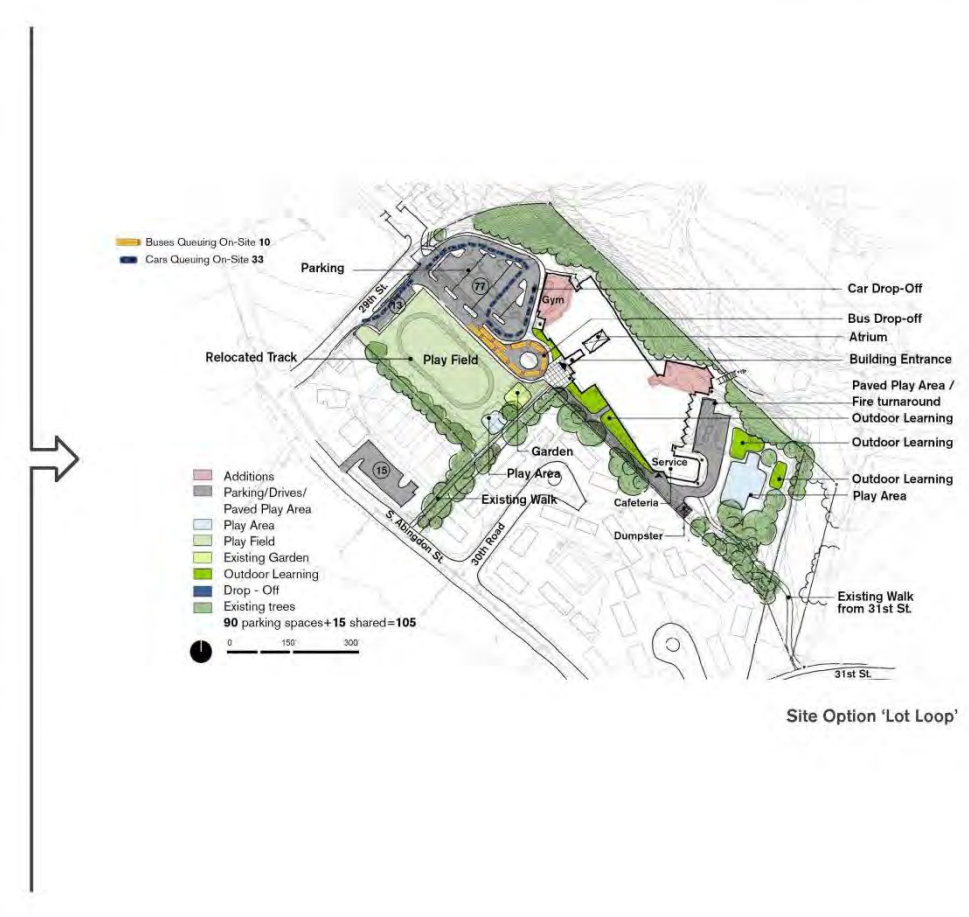 Buses Queuing On-Site 10
Cars Queuing On-Site 33
Parking
29th St.
13
77
Gym
Car Drop-Off
Bus Drop-off
Atrium
Building Entrance
Relocated Track
Play Field
Paved Play Area /
Fire turnaround
Outdoor Learning
Outdoor Learning
Outdoor Learning
Play Area
Garden
Play Area
Existing Walk
15
S. Abingdon St.
30th Road
Service
Cafeteria
Dumpster
Existing Walk
from 31st St.
31st St.
Additions
Parking/Drives/
Paved Play Area
Play Area
Play Field
Existing Garden
Outdoor Learning
Drop - Off
Existing trees
90 parking spaces+15 shared=105
0 150' 300'
Site Option 'Lot Loop'